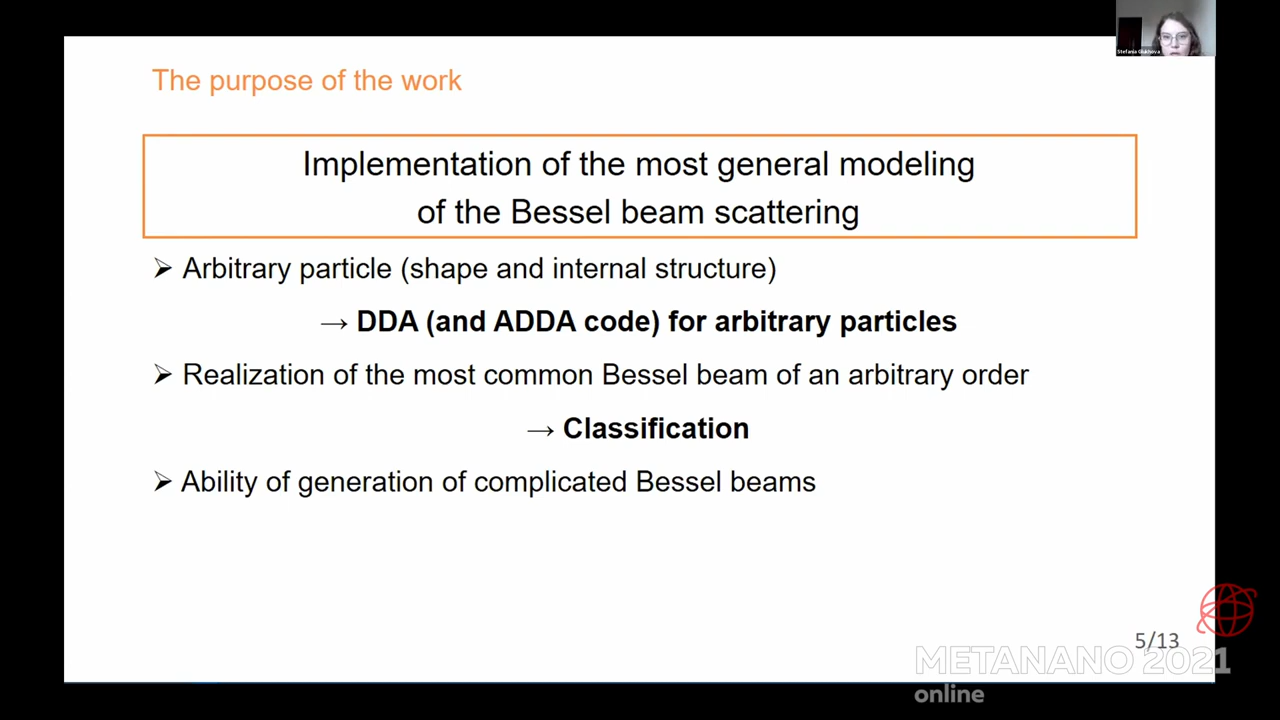 Stefania Glukhova
The purpose of the work
Implementation of the most general modeling
of the Bessel beam scattering
➢ Arbitrary particle (shape and internal structure)
→ DDA (and ADDA code) for arbitrary particles
➢ Realization of the most common Bessel beam of an arbitrary order
→ Classification
➢ Ability of generation of complicated Bessel beams
5/13
METANANO 2021
online